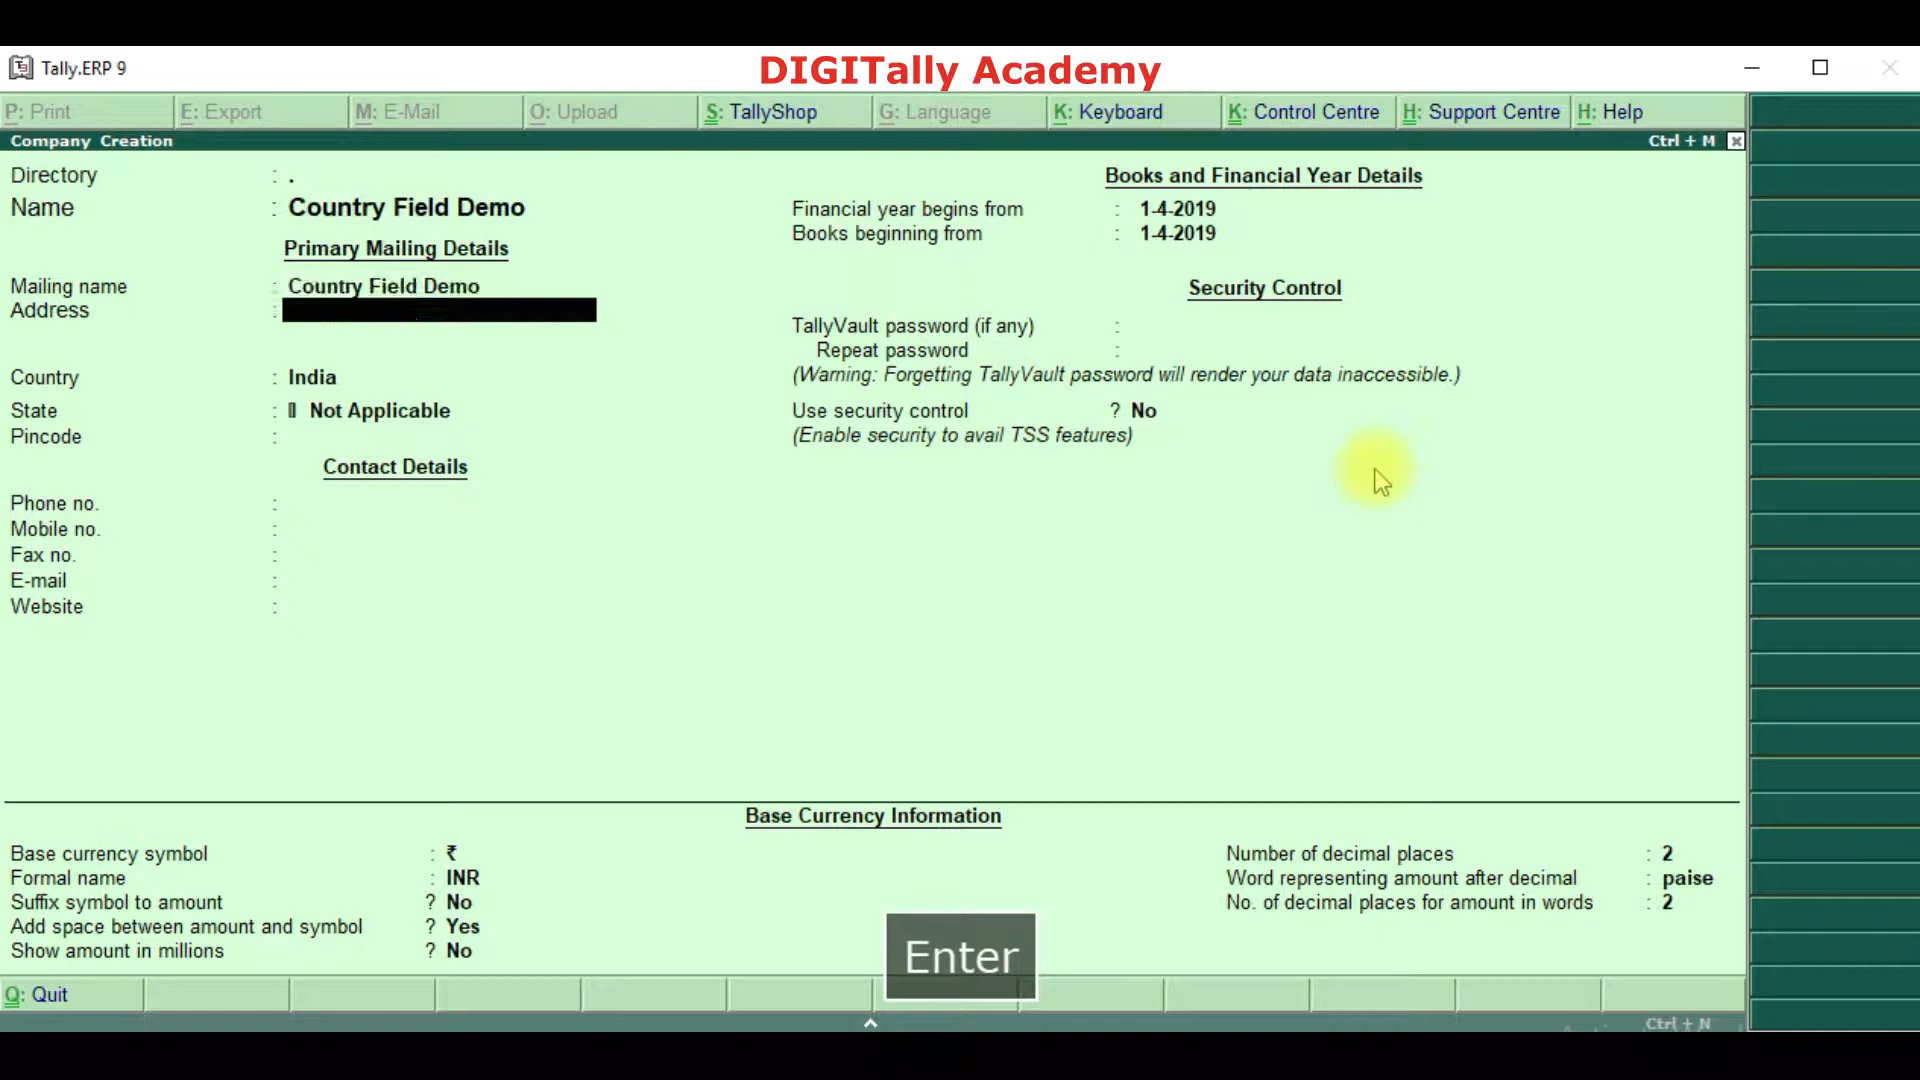 Tally.ERP 9
DIGITally Academy
P: Print E: Export M: E-Mail O: Upload S: TallyShop G: Language K: Keyboard K: Control Centre H: Support Centre H: Help
Company Creation Ctrl + M
Directory : .
Name : Country Field Demo
Primary Mailing Details
Mailing name : Country Field Demo
Address :
Country : India
State : Not Applicable
Pincode :
Contact Details
Phone no. :
Mobile no. :
Fax no. :
E-mail :
Website :
Books and Financial Year Details
Financial year begins from : 1-4-2019
Books beginning from : 1-4-2019
Security Control
TallyVault password (if any) :
Repeat password :
(Warning: Forgetting TallyVault password will render your data inaccessible.)
Use security control ? No
(Enable security to avail TSS features)
Base Currency Information
Base currency symbol : ₹
Formal name : INR
Suffix symbol to amount ? No
Add space between amount and symbol ? Yes
Show amount in millions ? No
Number of decimal places : 2
Word representing amount after decimal : paise
No. of decimal places for amount in words : 2
Enter
Q: Quit
Ctrl + N